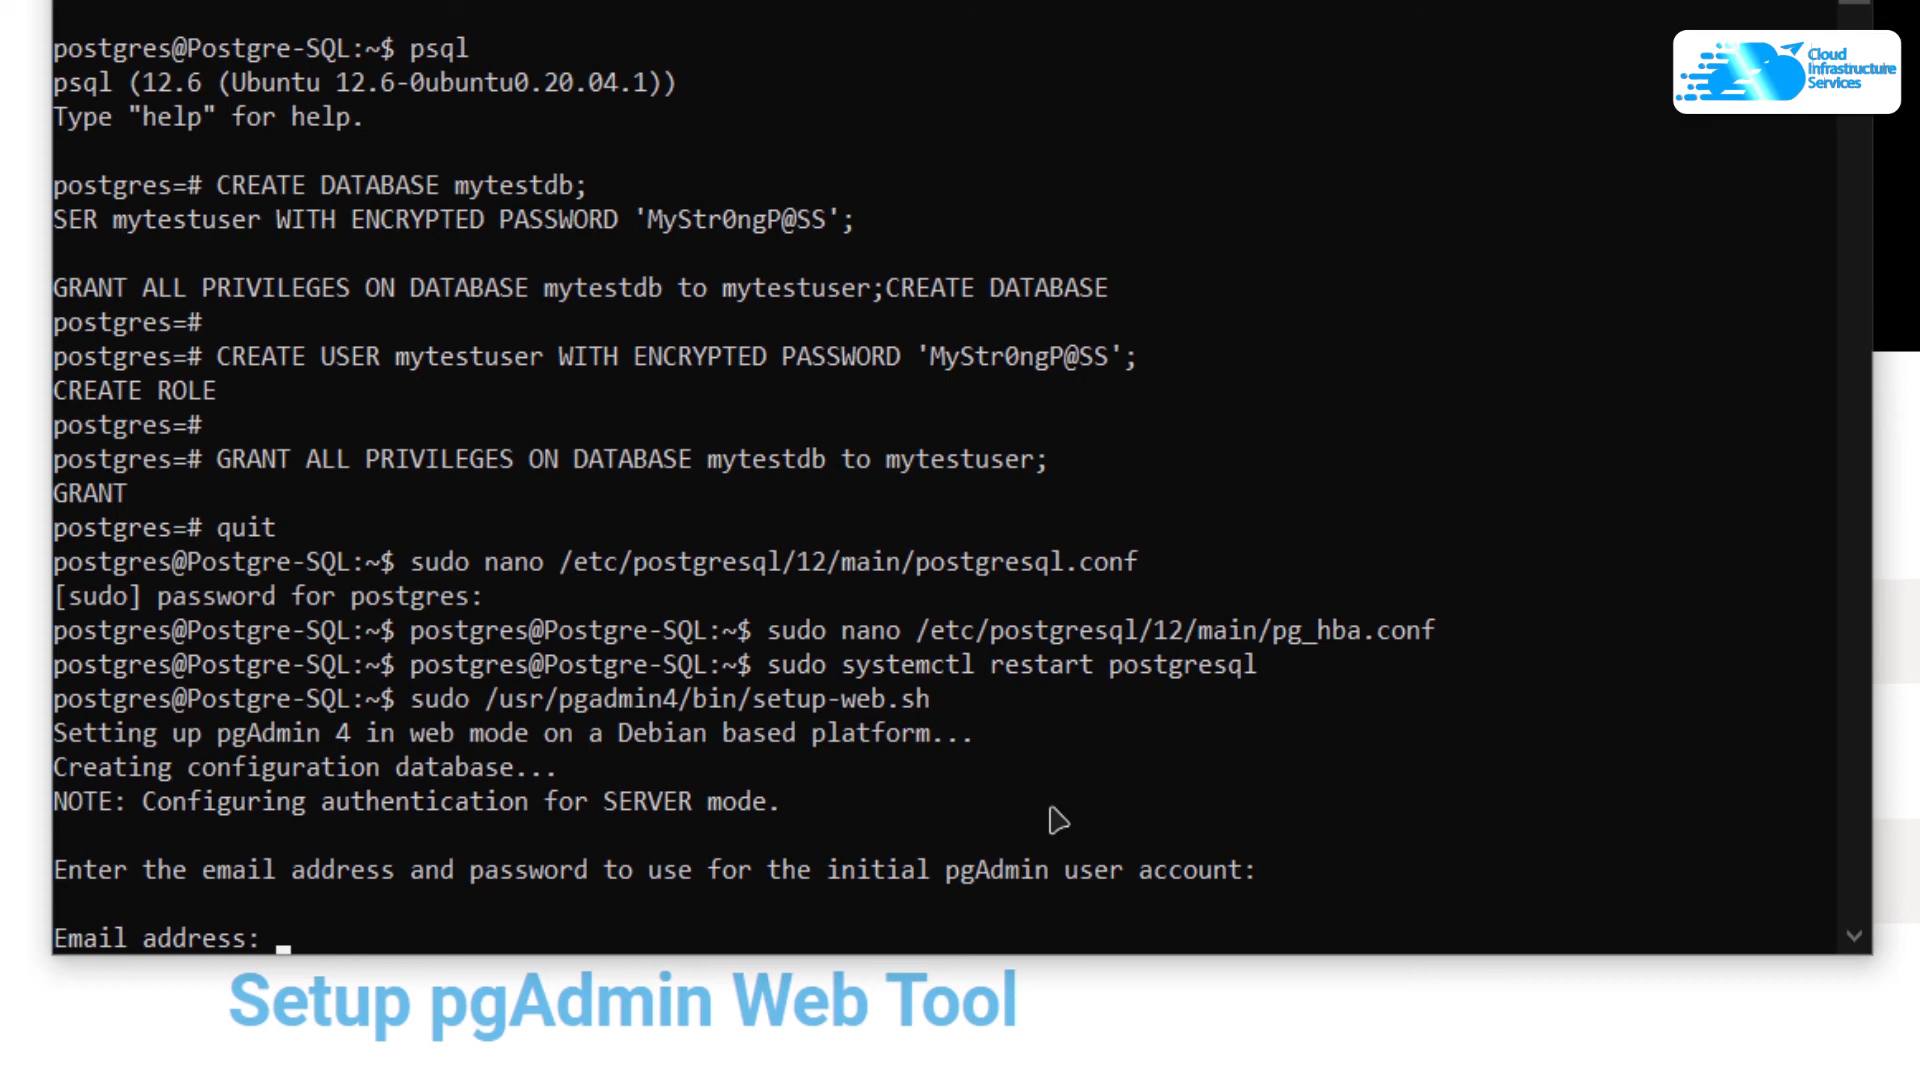 postgres@Postgre-SQL:~$ psql
psql (12.6 (Ubuntu 12.6-0ubuntu0.20.04.1))
Type "help" for help.
postgres=# CREATE DATABASE mytestdb;
SER mytestuser WITH ENCRYPTED PASSWORD 'MyStr0ngP@SS';
GRANT ALL PRIVILEGES ON DATABASE mytestdb to mytestuser;CREATE DATABASE
postgres=#
postgres=# CREATE USER mytestuser WITH ENCRYPTED PASSWORD 'MyStr0ngP@SS';
CREATE ROLE
postgres=#
postgres=# GRANT ALL PRIVILEGES ON DATABASE mytestdb to mytestuser;
GRANT
postgres=# quit
postgres@Postgre-SQL:~$ sudo nano /etc/postgresql/12/main/postgresql.conf
[sudo] password for postgres:
postgres@Postgre-SQL:~$ postgres@Postgre-SQL:~$ sudo nano /etc/postgresql/12/main/pg_hba.conf
postgres@Postgre-SQL:~$ postgres@Postgre-SQL:~$ sudo systemctl restart postgresql
postgres@Postgre-SQL:~$ sudo /usr/pgadmin4/bin/setup-web.sh
Setting up pgAdmin 4 in web mode on a Debian based platform...
Creating configuration database...
NOTE: Configuring authentication for SERVER mode.
Enter the email address and password to use for the initial pgAdmin user account:
Email address:
Setup pgAdmin Web Tool
Cloud
Infrastructure
Services